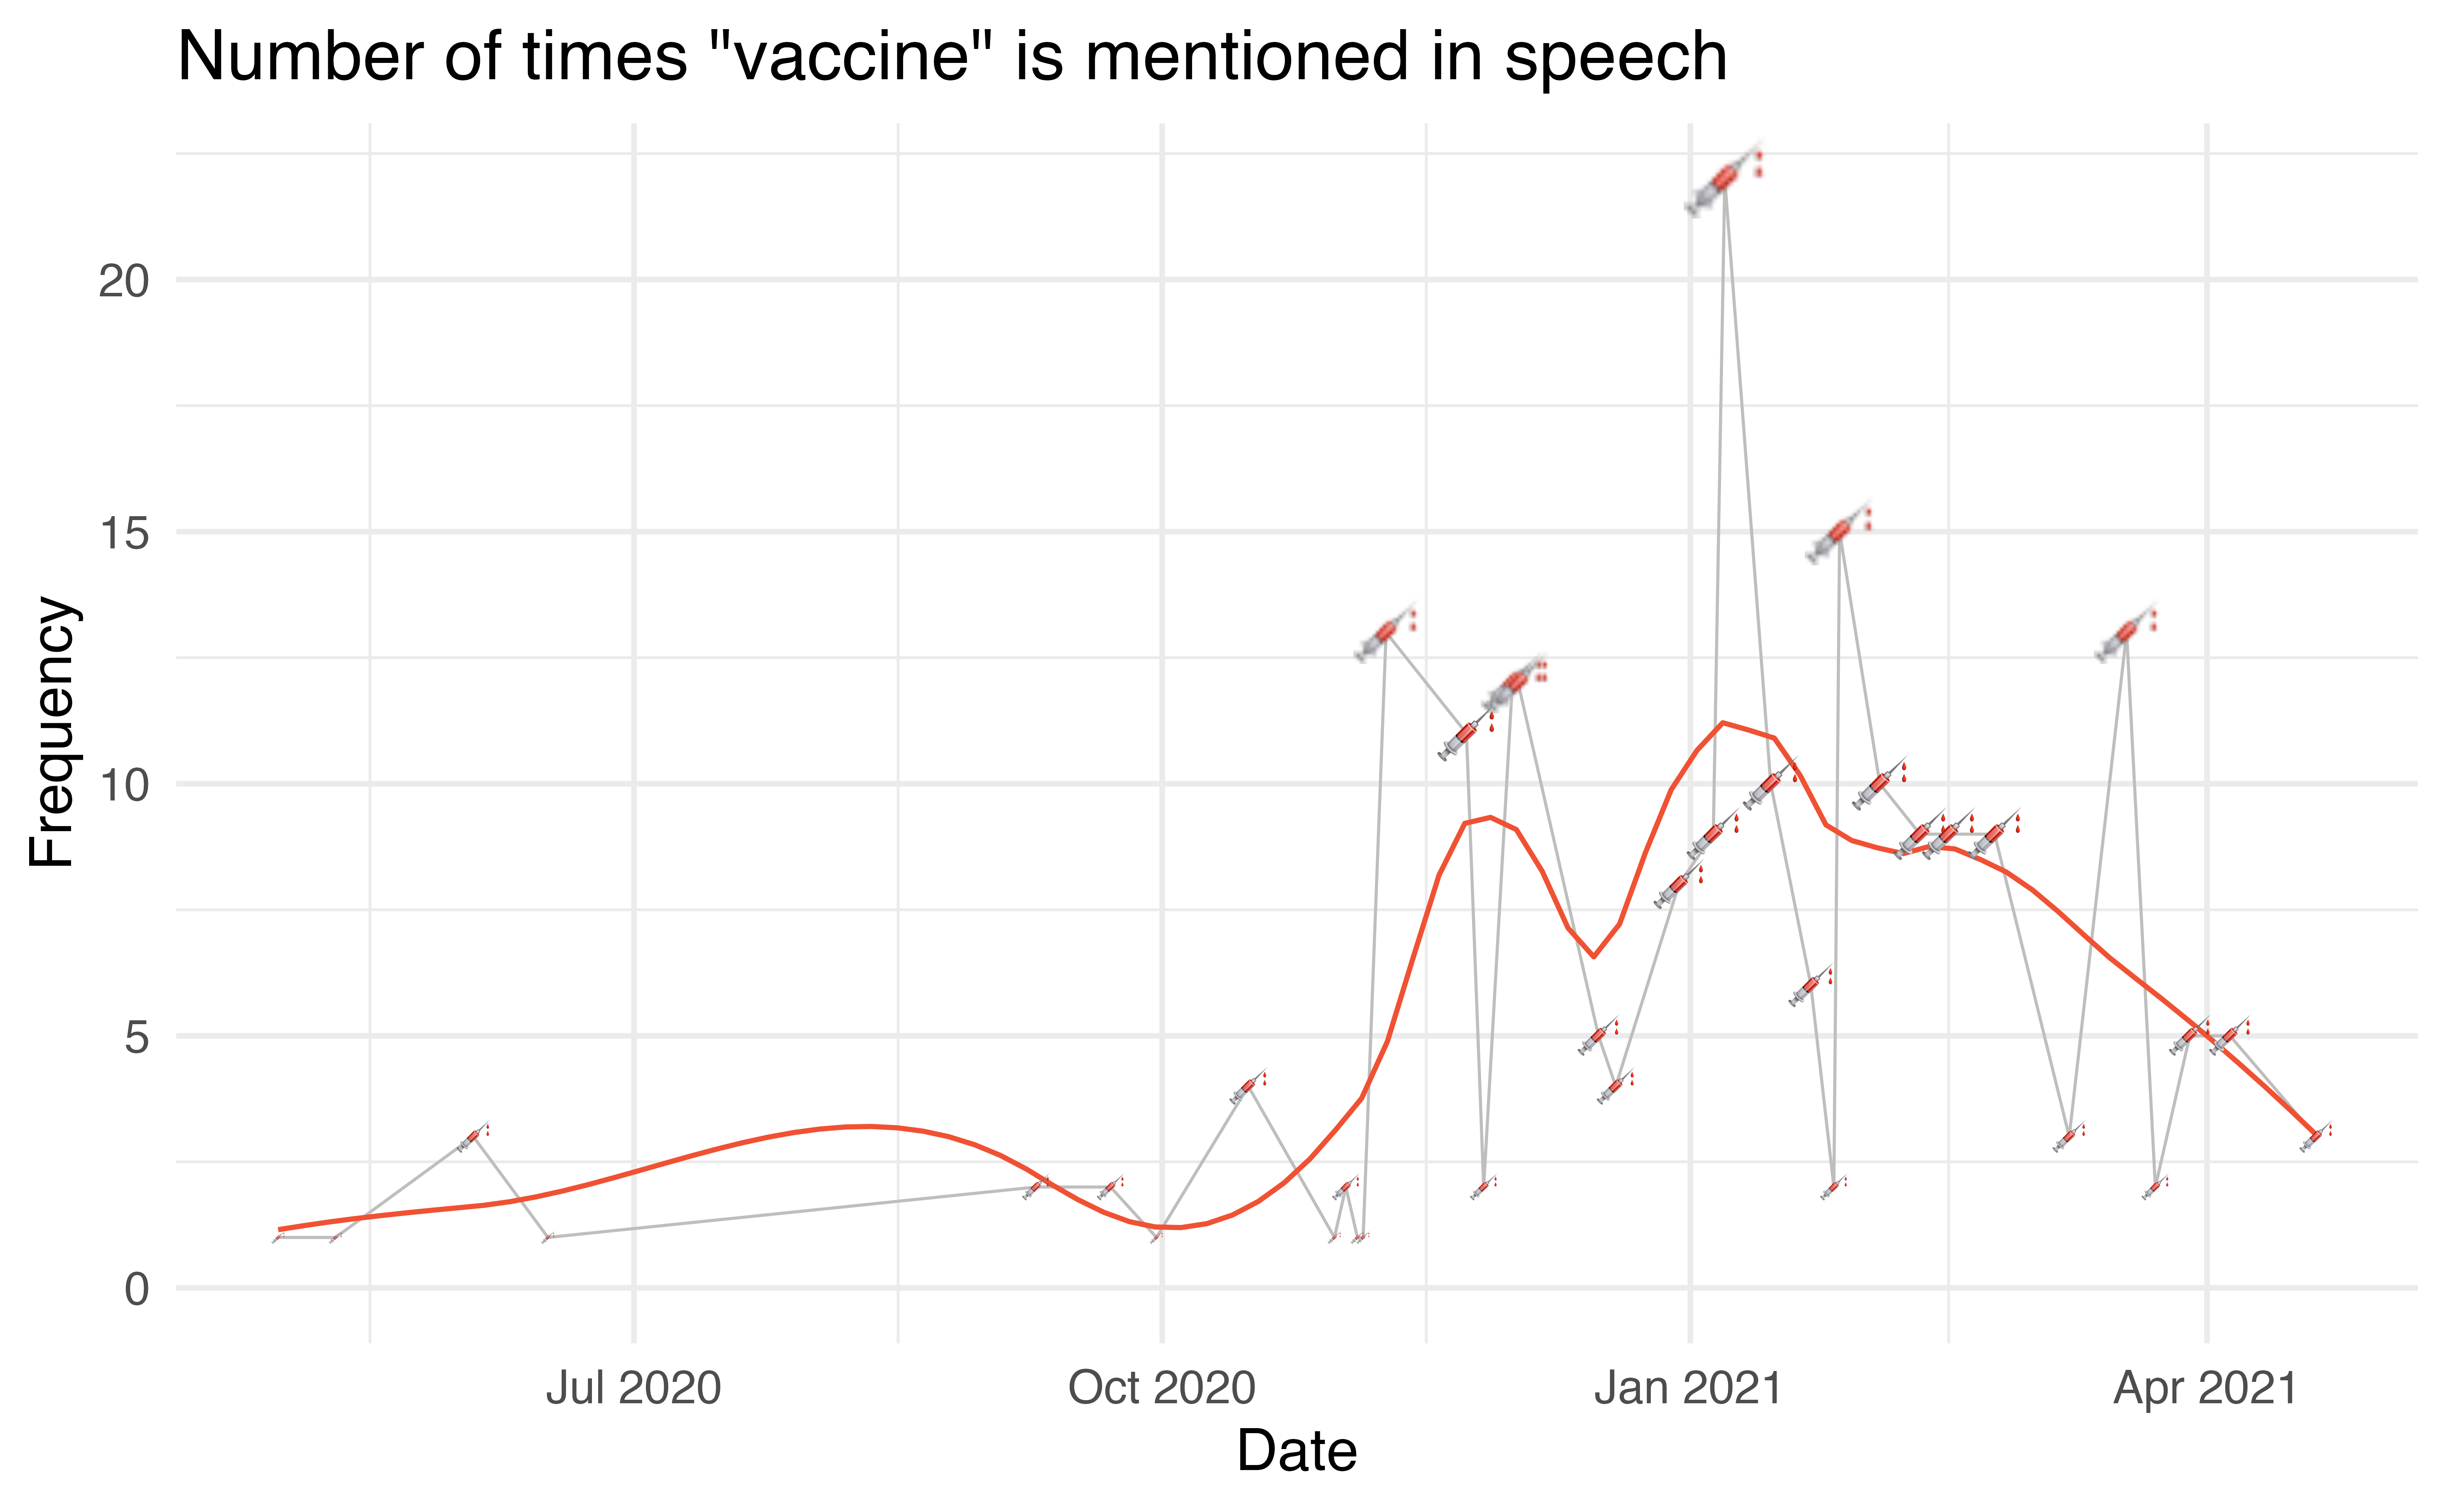 Number of times "vaccine" is mentioned in speech
Frequency
20
15
10
5
0
Jul 2020
Oct 2020
Jan 2021
Apr 2021
Date